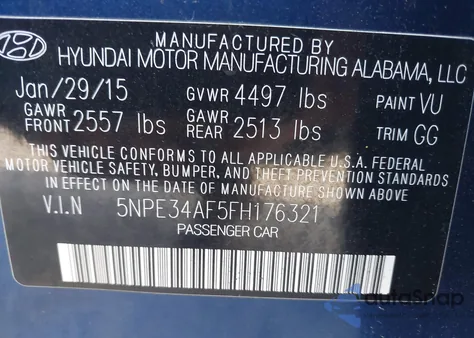 MANUFACTURED BY
HYUNDAI MOTOR MANUFACTURING ALABAMA, LLC
Jan/29/15 GVWR 4497 lbs PAINT VU
GAWR FRONT 2557 lbs GAWR REAR 2513 lbs TRIM GG
THIS VEHICLE CONFORMS TO ALL APPLICABLE U.S.A. FEDERAL
MOTOR VEHICLE SAFETY, BUMPER, AND THEFT PREVENTION STANDARDS
IN EFFECT ON THE DATE OF MANUFACTURE SHOWN ABOVE
V.I.N 5NPE34AF5FH176321
PASSENGER CAR
autoSnap